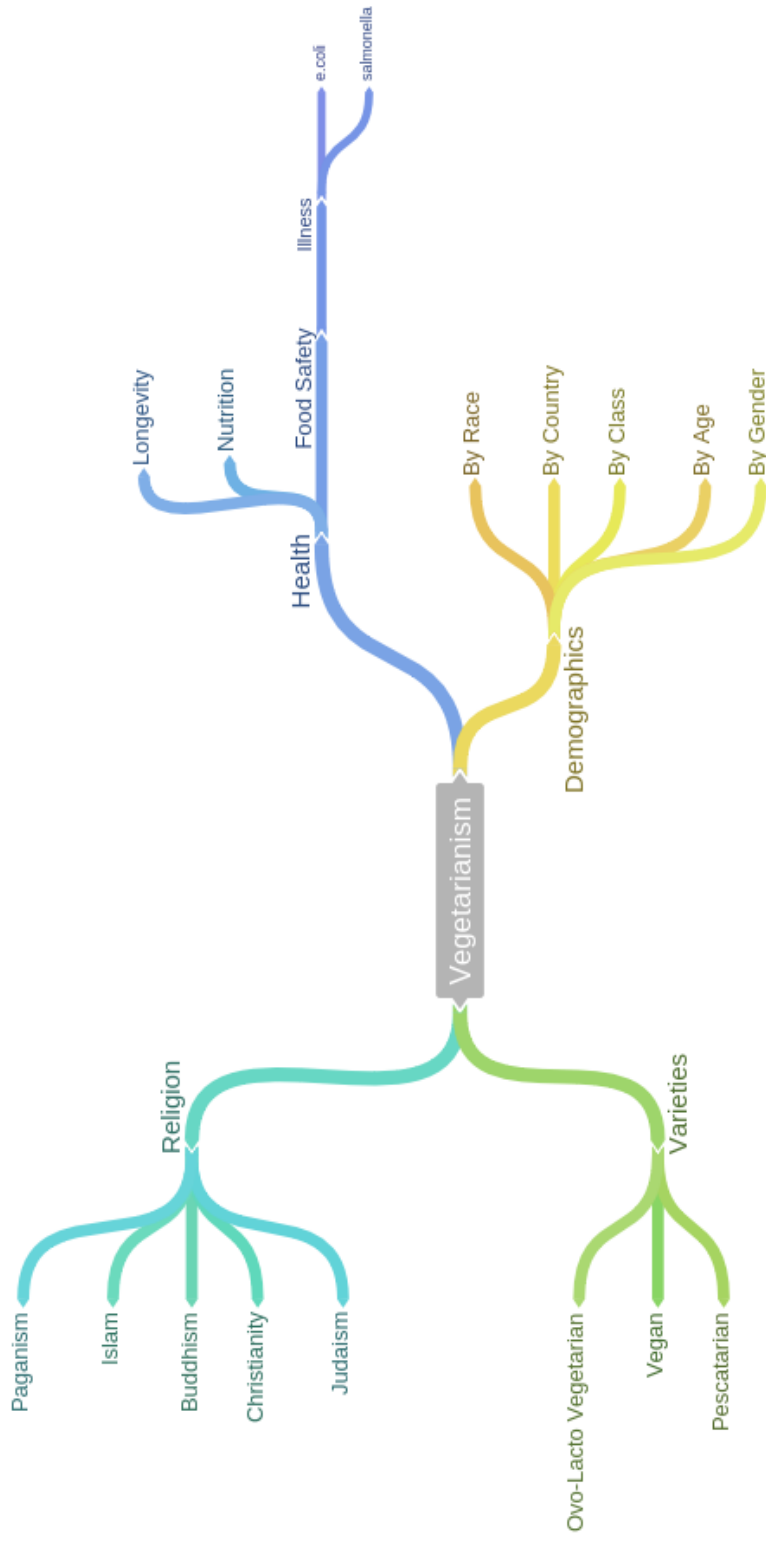 Vegetarianism
Religion
Paganism
Islam
Buddhism
Christianity
Judaism
Varieties
Ovo-Lacto Vegetarian
Vegan
Pescatarian
Health
Longevity
Nutrition
Food Safety
Illness
e.coli
salmonella
Demographics
By Race
By Country
By Class
By Age
By Gender